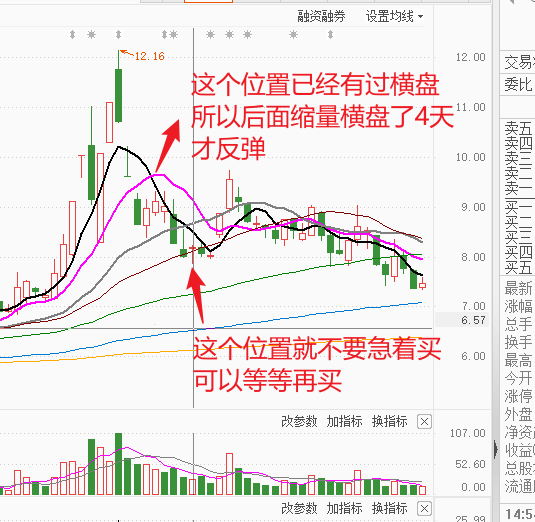 融资融券 设置均线
12.16
12.00
交易状
委比
这个位置已经有过横盘
所以后面缩量横盘了4天
才反弹
11.00
10.00
9.00
8.00
7.00
6.57
6.00
卖五
卖四
卖三
卖二
卖一
买一
买二
买三
买四
买五
最新
涨幅
总手
换手
最高
今开
涨停
外盘
净资产
收益(
总股本
流通
这个位置就不要急着买
可以等等再买
改参数 加指标 换指标
107.00
52.60
0.00
改参数 加指标 换指标
25.90
14:5